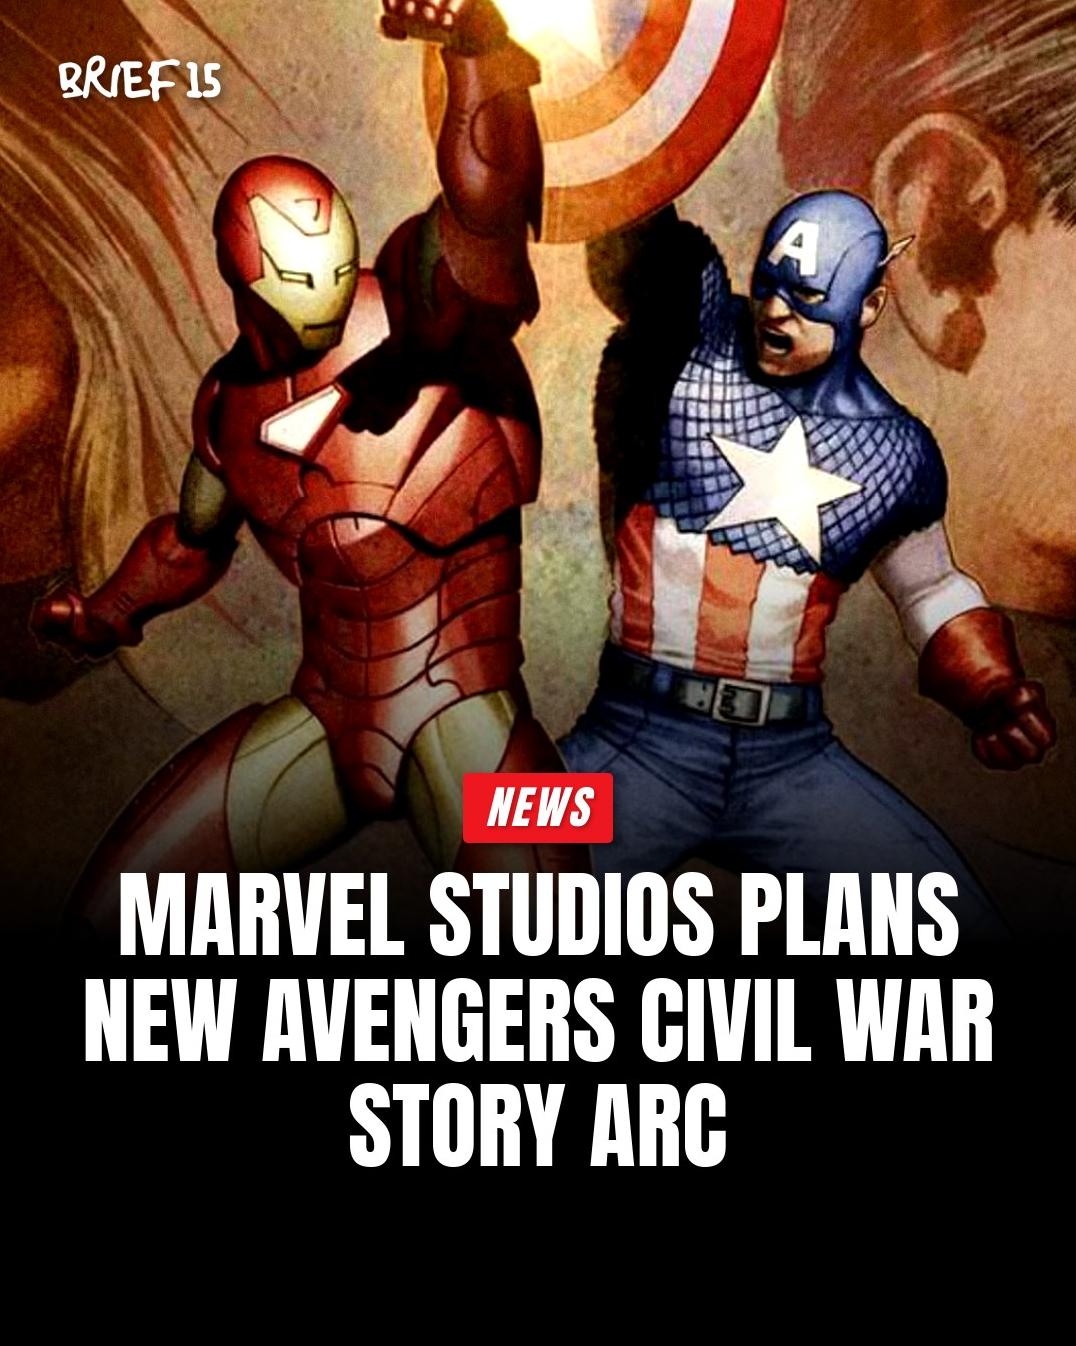 BRIEF 15
A
NEWS
MARVEL STUDIOS PLANS
NEW AVENGERS CIVIL WAR
STORY ARC